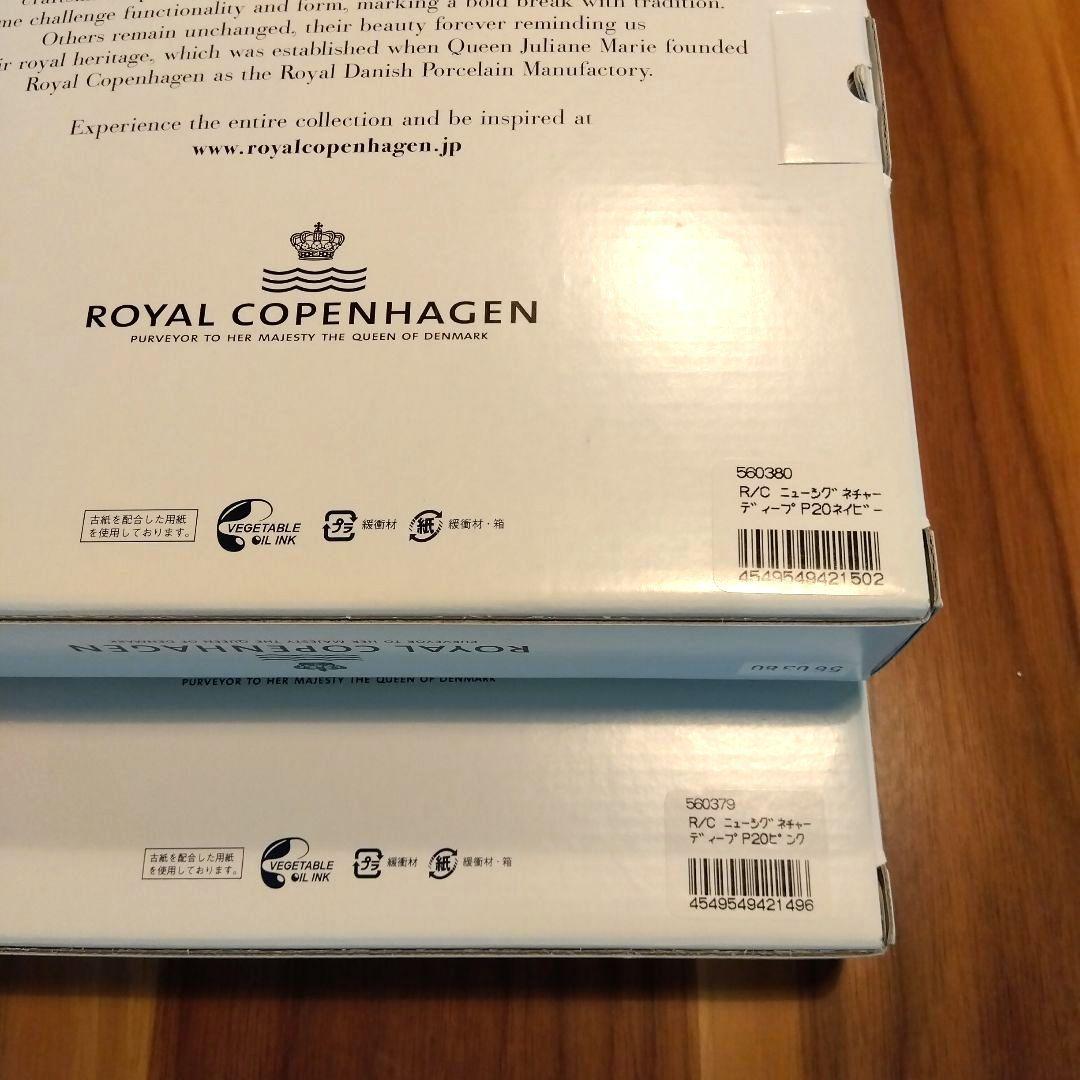 me challenge functionality and form, marking a bold break with tradition.
Others remain unchanged, their beauty forever reminding us
royal heritage, which was established when Queen Juliane Marie founded
Royal Copenhagen as the Royal Danish Porcelain Manufactory.
Experience the entire collection and be inspired at
www.royalcopenhagen.jp
ROYAL COPENHAGEN
PURVEYOR TO HER MAJESTY THE QUEEN OF DENMARK
560380
R/C ニューシグネチャー
ディープP20ネイビー
4549549421502
古紙を配合した用紙
を使用しております。
VEGETABLE
OIL INK
プラ 緩衝材
紙 緩衝材・箱
PURVEYOR TO HER MAJESTY THE QUEEN OF DENMARK
ROYAL COPENHAGEN
560380
PURVEYOR TO HER MAJESTY THE QUEEN OF DENMARK
560379
R/C ニューシグネチャー
ディープP20ピンク
4549549421496
古紙を配合した用紙
を使用しております。
VEGETABLE
OIL INK
プラ 緩衝材
紙 緩衝材・箱